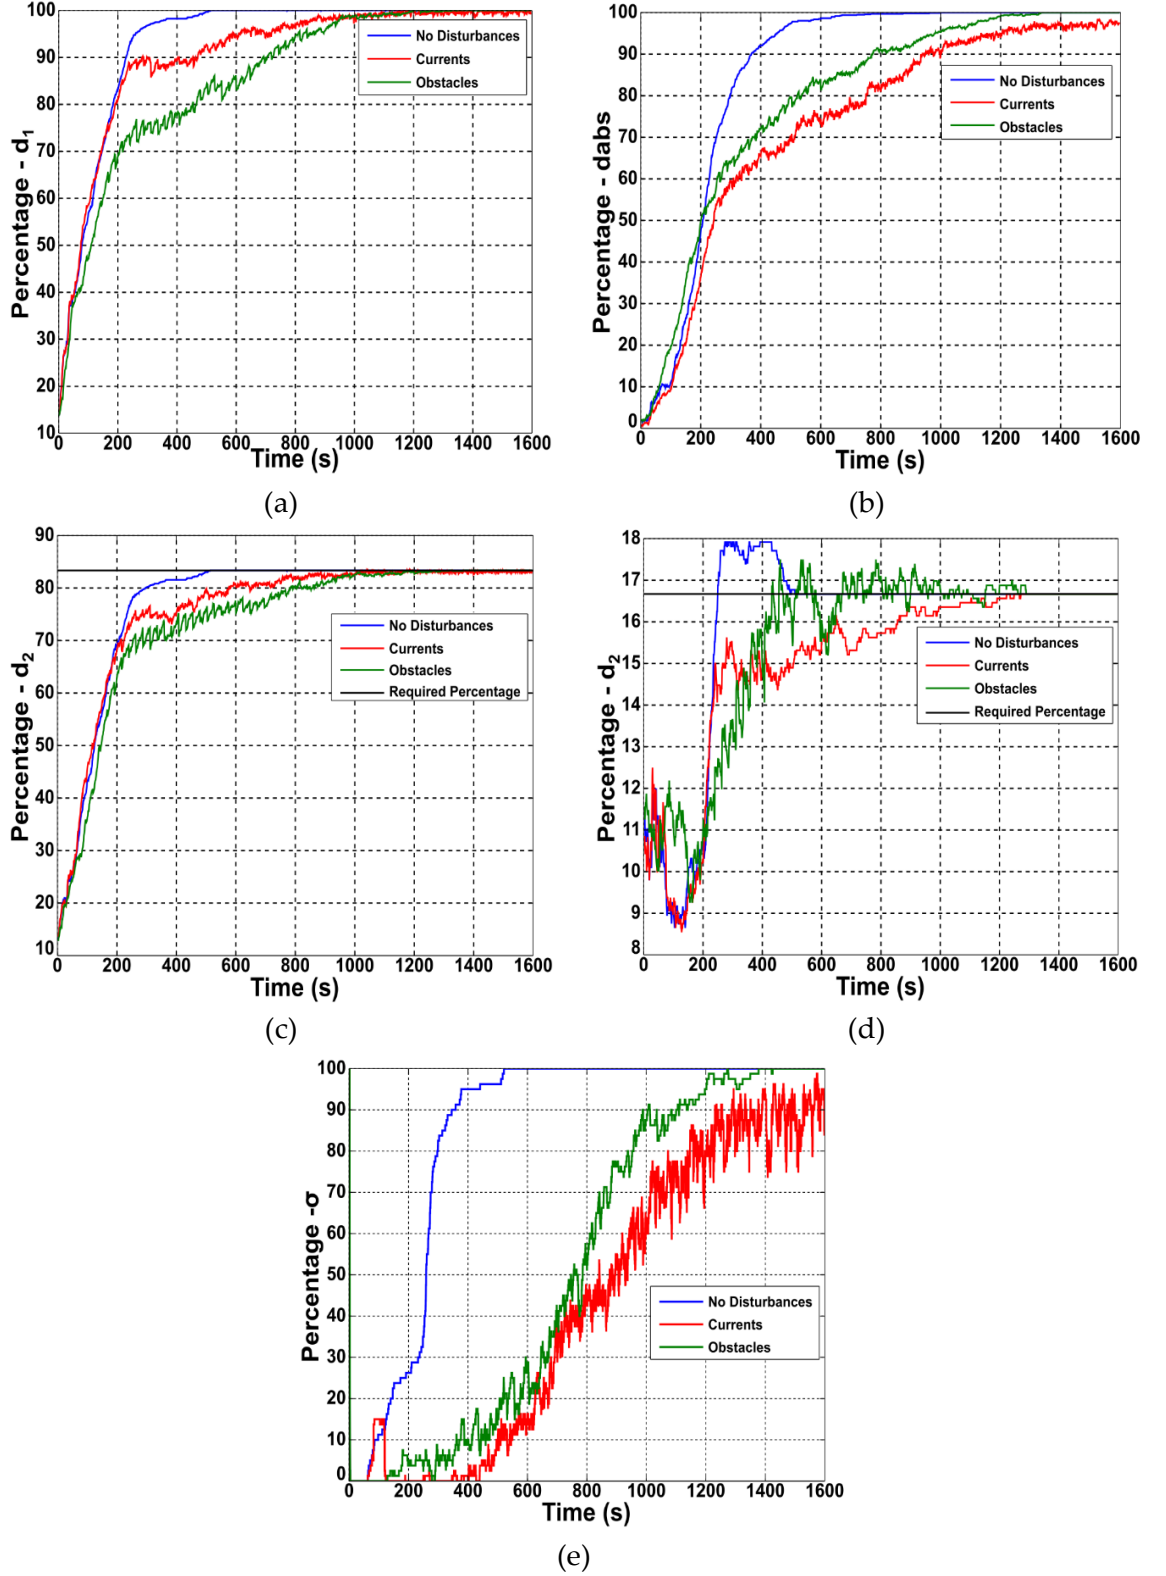 100
90
80
70
60
50
40
30
20
10
0 200 400 600 800 1000 1200 1400 1600
Percentage - d1
Time (s)
No Disturbances
Currents
Obstacles
(a)
100
90
80
70
60
50
40
30
20
10
0
0 200 400 600 800 1000 1200 1400 1600
Percentage - dabs
Time (s)
No Disturbances
Currents
Obstacles
(b)
90
80
70
60
50
40
30
20
10
0 200 400 600 800 1000 1200 1400 1600
Percentage - d2
Time (s)
No Disturbances
Currents
Obstacles
Required Percentage
(c)
18
17
16
15
14
13
12
11
10
9
8
0 200 400 600 800 1000 1200 1400 1600
Percentage - d2
Time (s)
No Disturbances
Currents
Obstacles
Required Percentage
(d)
100
90
80
70
60
50
40
30
20
10
0
0 200 400 600 800 1000 1200 1400 1600
Percentage -σ
Time (s)
No Disturbances
Currents
Obstacles
(e)